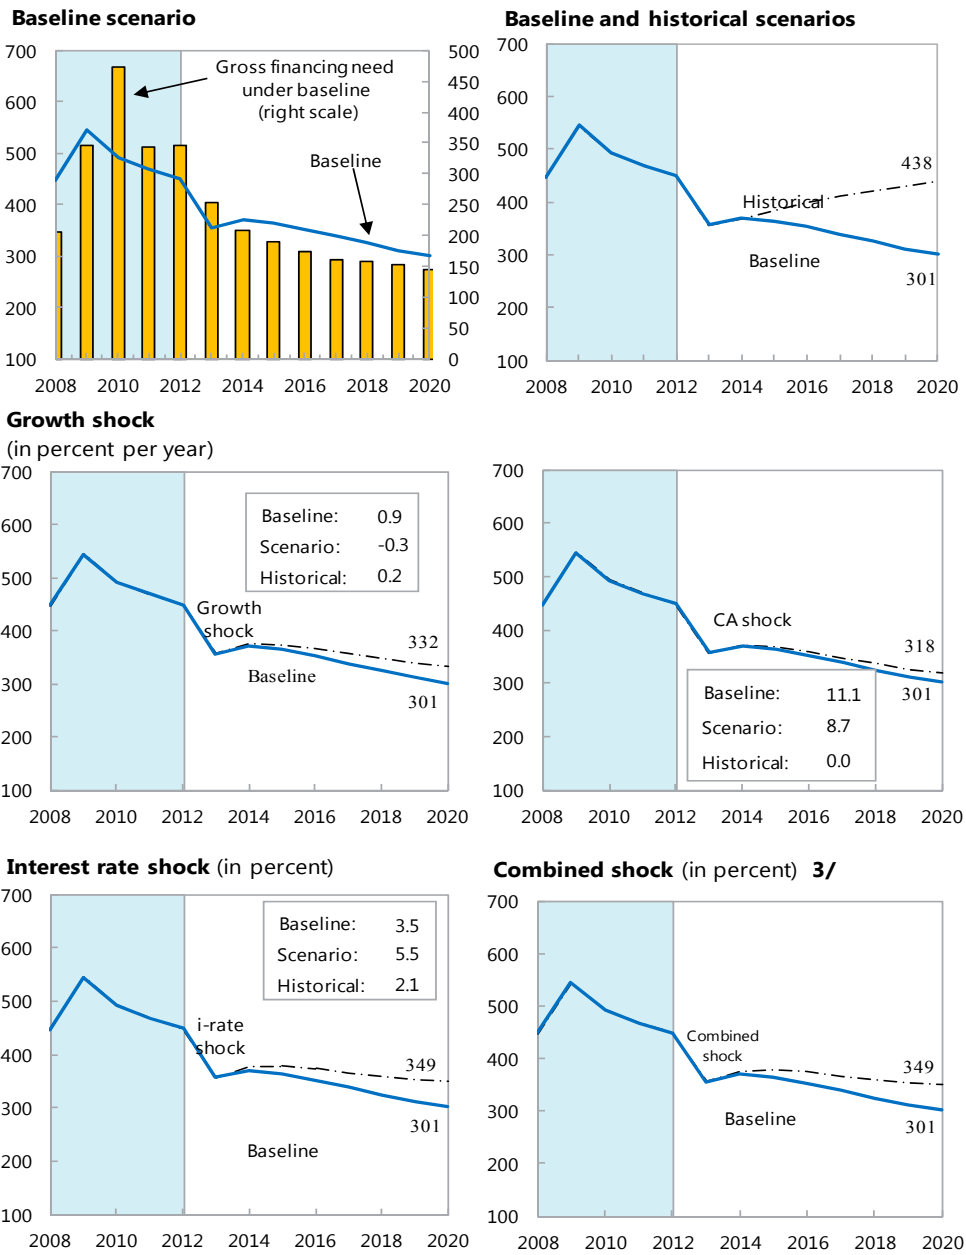 Baseline scenario
700
600
500
400
300
200
100
500
450
400
350
300
250
200
150
100
50
0
Gross financing need
under baseline
(right scale)
Baseline
2008 2010 2012 2014 2016 2018 2020
Baseline and historical scenarios
700
600
500
400
300
200
100
438
Historical
Baseline
301
2008 2010 2012 2014 2016 2018 2020
Growth shock
(in percent per year)
700
600
500
400
300
200
100
Baseline: 0.9
Scenario: -0.3
Historical: 0.2
Growth
shock
332
Baseline
301
2008 2010 2012 2014 2016 2018 2020
700
600
500
400
300
200
100
CA shock
318
301
Baseline: 11.1
Scenario: 8.7
Historical: 0.0
2008 2010 2012 2014 2016 2018 2020
Interest rate shock (in percent)
700
600
500
400
300
200
100
Baseline: 3.5
Scenario: 5.5
Historical: 2.1
i-rate
shock
349
301
Baseline
2008 2010 2012 2014 2016 2018 2020
Combined shock (in percent) 3/
700
600
500
400
300
200
100
Combined
shock
349
Baseline
301
2008 2010 2012 2014 2016 2018 2020